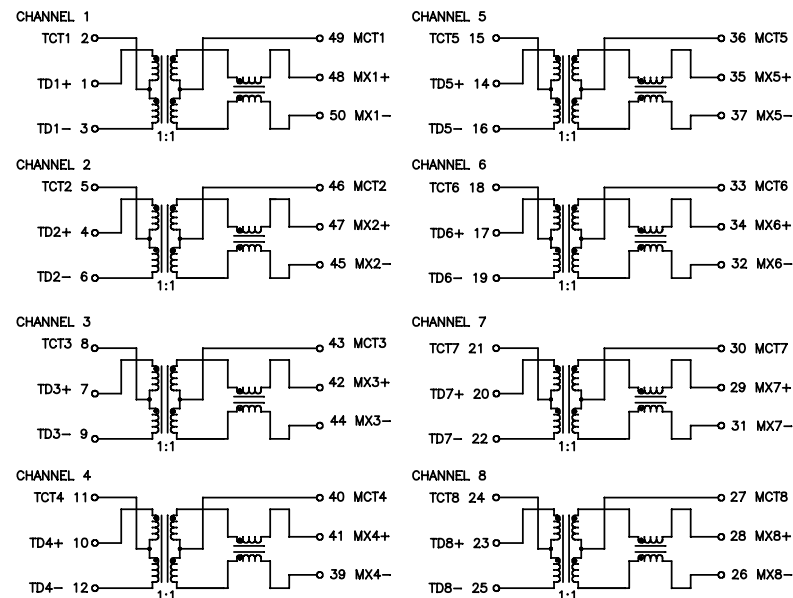 CHANNEL 1
TCT1 2 49 MCT1
TD1+ 1 48 MX1+
TD1- 3 50 MX1-
1:1
CHANNEL 2
TCT2 5 46 MCT2
TD2+ 4 47 MX2+
TD2- 6 45 MX2-
1:1
CHANNEL 3
TCT3 8 43 MCT3
TD3+ 7 42 MX3+
TD3- 9 44 MX3-
1:1
CHANNEL 4
TCT4 11 40 MCT4
TD4+ 10 41 MX4+
TD4- 12 39 MX4-
1:1
CHANNEL 5
TCT5 15 36 MCT5
TD5+ 14 35 MX5+
TD5- 16 37 MX5-
1:1
CHANNEL 6
TCT6 18 33 MCT6
TD6+ 17 34 MX6+
TD6- 19 32 MX6-
1:1
CHANNEL 7
TCT7 21 30 MCT7
TD7+ 20 29 MX7+
TD7- 22 31 MX7-
1:1
CHANNEL 8
TCT8 24 27 MCT8
TD8+ 23 28 MX8+
TD8- 25 26 MX8-
1:1